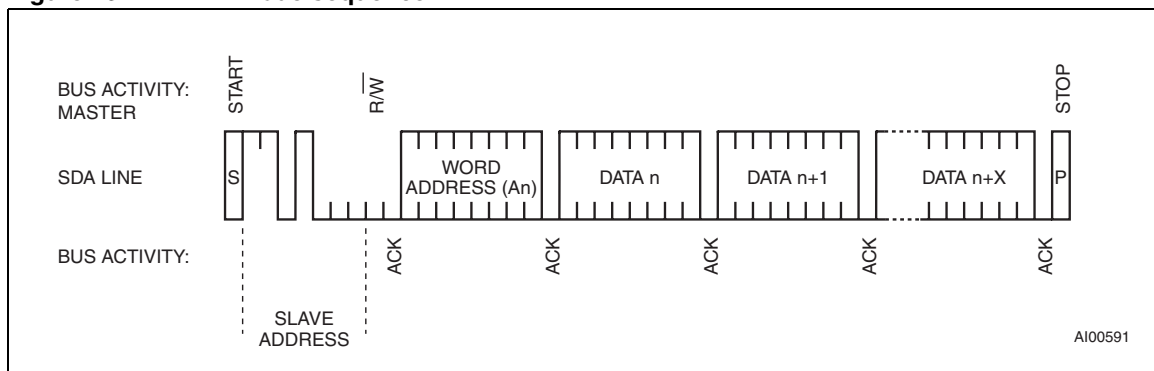 BUS ACTIVITY:
MASTER
START
R/W
STOP
SDA LINE
S
WORD
ADDRESS (An)
DATA n
DATA n+1
DATA n+X
P
BUS ACTIVITY:
ACK
ACK
ACK
ACK
ACK
SLAVE
ADDRESS
AI00591